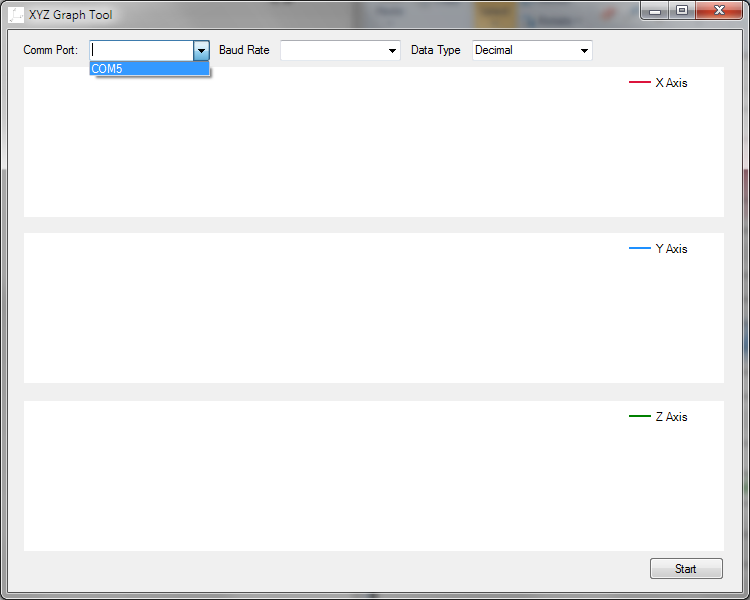 XYZ Graph Tool
Comm Port: Baud Rate Data Type Decimal
COM5
X Axis
Y Axis
Z Axis
Start